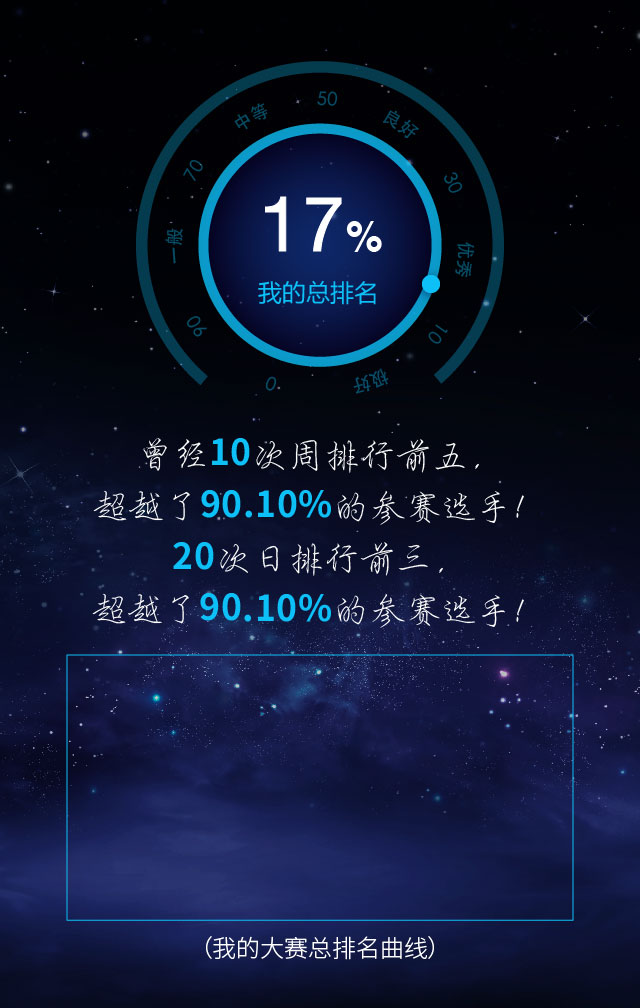 50
中等
良好
70
30
一般
优秀
90
10
0
极好
17%
我的总排名
曾经10次周排行前五，
超越了90.10%的参赛选手！
20次日排行前三，
超越了90.10%的参赛选手！
（我的大赛总排名曲线）